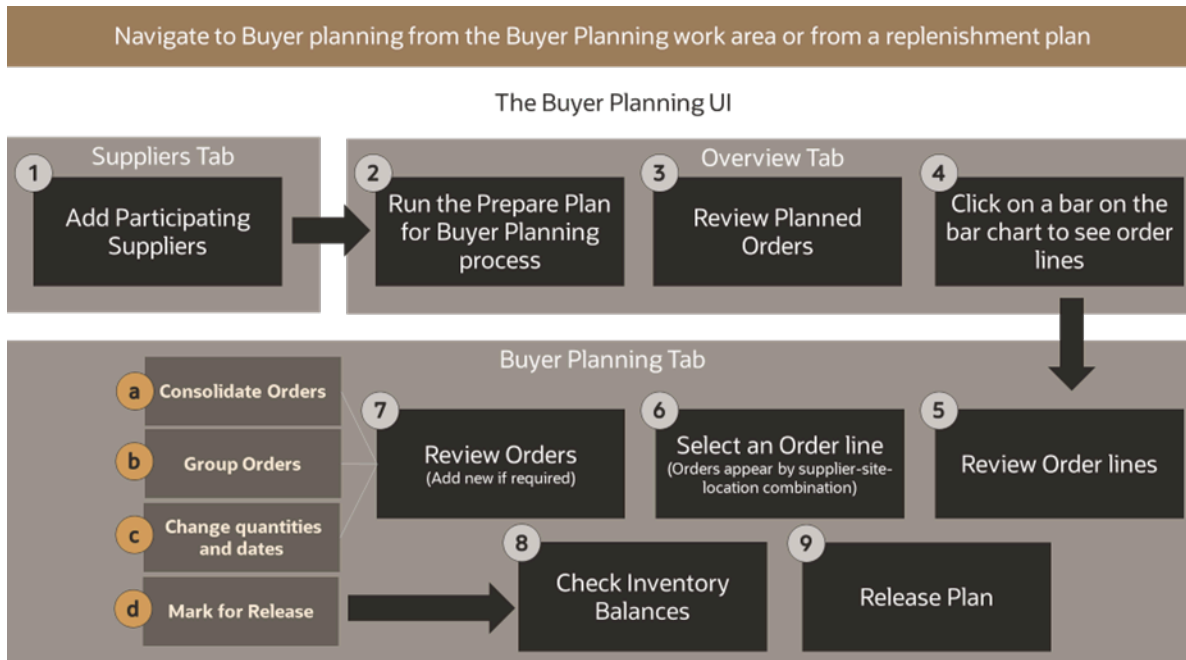 Navigate to Buyer planning from the Buyer Planning work area or from a replenishment plan
The Buyer Planning UI
Suppliers Tab
1
Add Participating
Suppliers
Overview Tab
2
Run the Prepare Plan
for Buyer Planning
process
3
Review Planned
Orders
4
Click on a bar on the
bar chart to see order
lines
Buyer Planning Tab
5
Review Order lines
6
Select an Order line
(Orders appear by supplier-site-
location combination)
7
Review Orders
(Add new if required)
a
Consolidate Orders
b
Group Orders
c
Change quantities
and dates
d
Mark for Release
8
Check Inventory
Balances
9
Release Plan